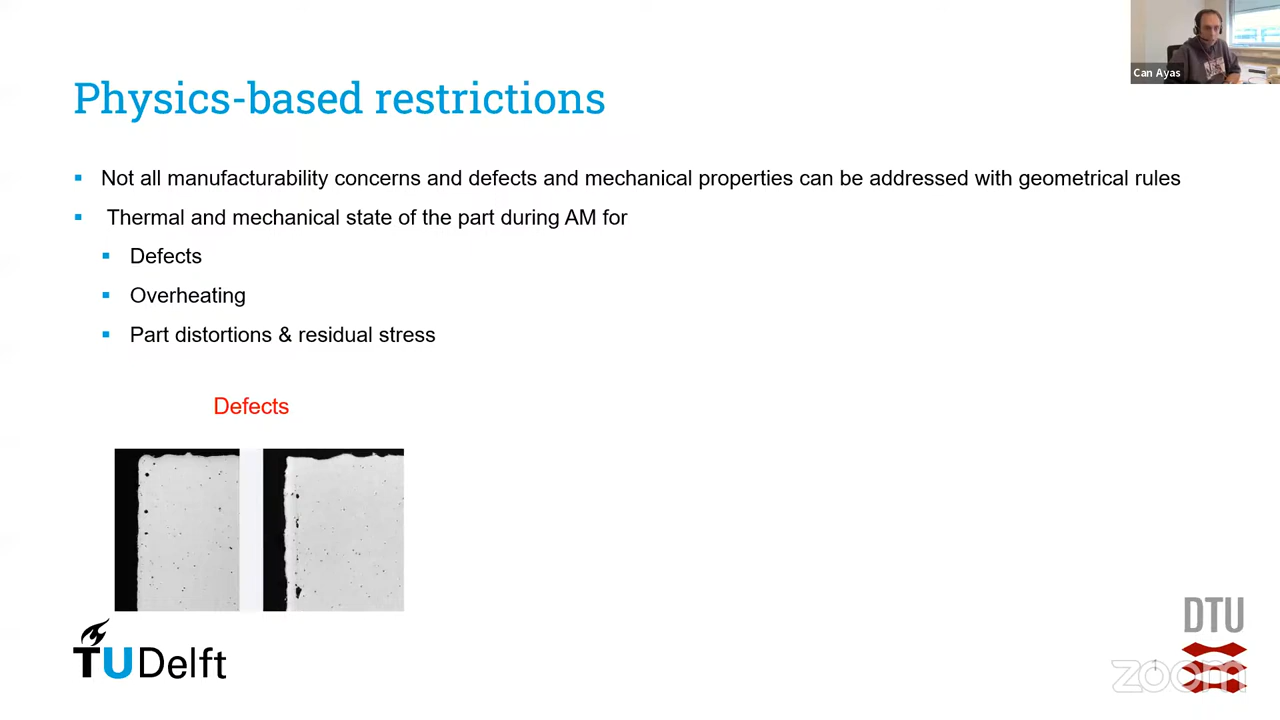 Can Ayas
Physics-based restrictions
Not all manufacturability concerns and defects and mechanical properties can be addressed with geometrical rules
Thermal and mechanical state of the part during AM for
Defects
Overheating
Part distortions & residual stress
Defects
TUDelft
DTU
zoom